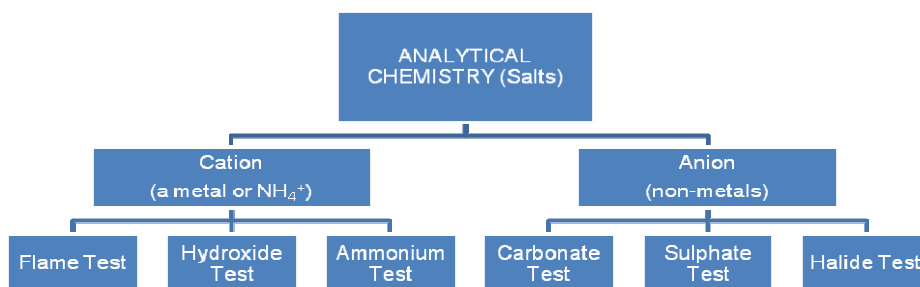 ANALYTICAL
CHEMISTRY (Salts)
Cation
(a metal or NH₄⁺)
Anion
(non-metals)
Flame Test
Hydroxide
Test
Ammonium
Test
Carbonate
Test
Sulphate
Test
Halide Test